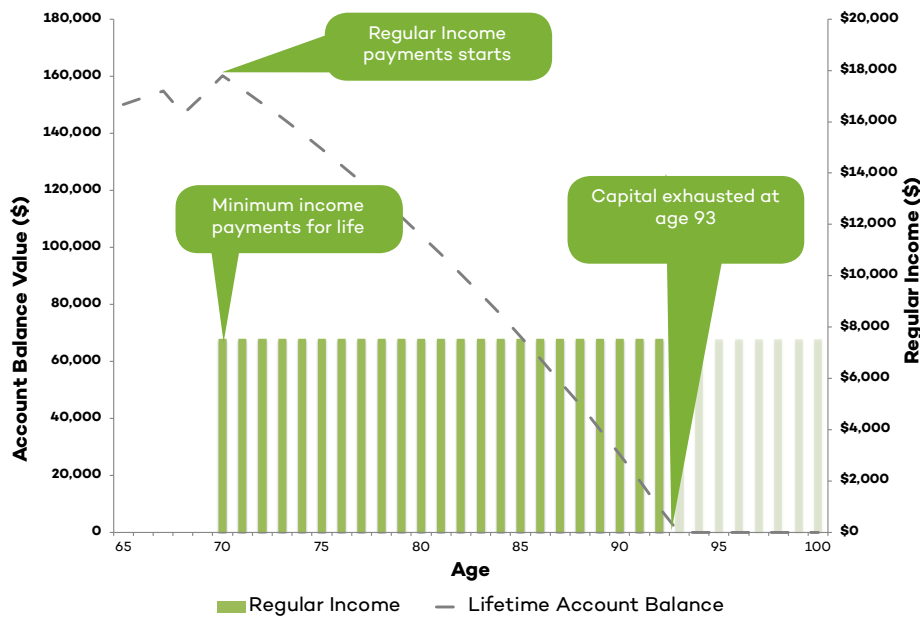 180,000
160,000
140,000
120,000
100,000
80,000
60,000
40,000
20,000
0
Account Balance Value ($)
Regular Income
payments starts
Minimum income
payments for life
Capital exhausted at
age 93
$20,000
$18,000
$16,000
$14,000
$12,000
$10,000
$8,000
$6,000
$4,000
$2,000
$0
Regular Income ($)
65 70 75 80 85 90 95 100
Age
Regular Income Lifetime Account Balance